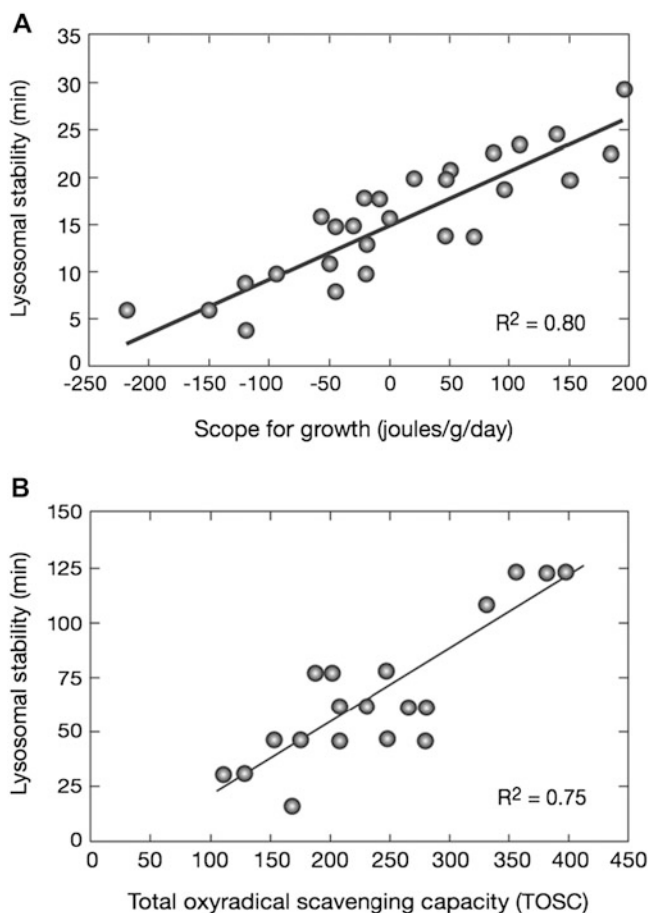 A
35
30
25
20
15
10
5
0
Lysosomal stability (min)
R² = 0.80
-250 -200 -150 -100 -50 0 50 100 150 200
Scope for growth (joules/g/day)
B
150
125
100
75
50
25
0
Lysosomal stability (min)
R² = 0.75
0 50 100 150 200 250 300 350 400 450
Total oxyradical scavenging capacity (TOSC)